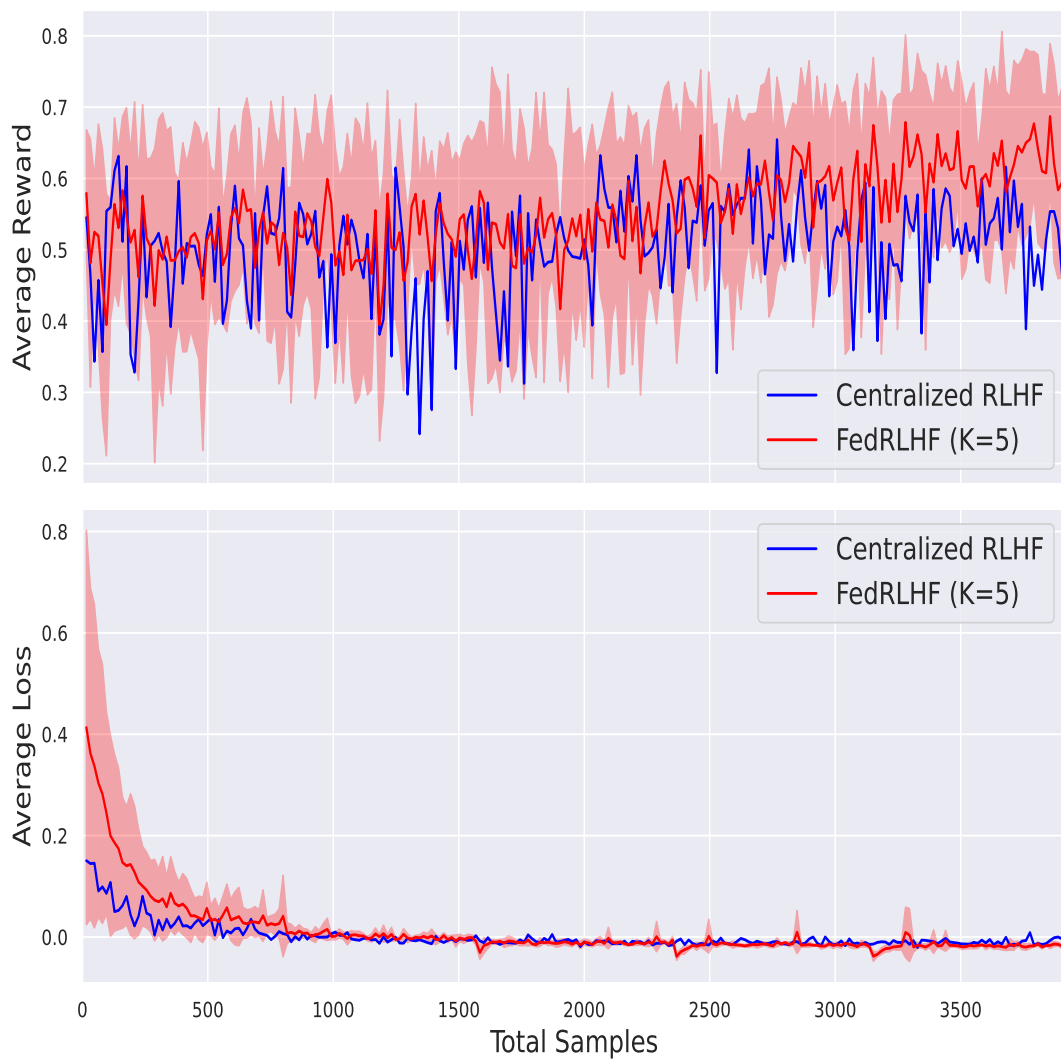 0.8
0.7
0.6
0.5
0.4
0.3
0.2
Average Reward
Centralized RLHF
FedRLHF (K=5)
0.8
0.6
0.4
0.2
0.0
Average Loss
Centralized RLHF
FedRLHF (K=5)
0 500 1000 1500 2000 2500 3000 3500
Total Samples